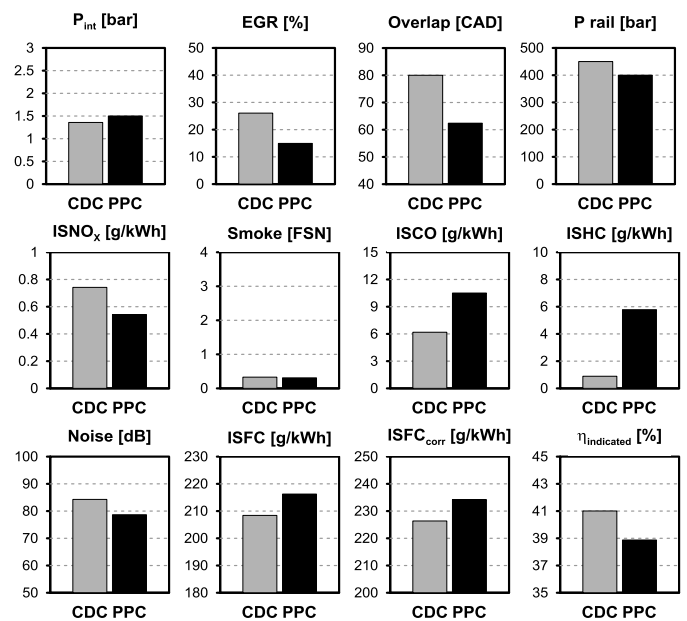 P_int [bar] EGR [%] Overlap [CAD] P rail [bar]
3 50 80 500
2.5 40 70 400
2 30 60 300
1.5 20 50 200
1 10 40 100
0.5 0 0
0
CDC PPC CDC PPC CDC PPC CDC PPC
ISNO_X [g/kWh] Smoke [FSN] ISCO [g/kWh] ISHC [g/kWh]
1 4 15 10
0.8 3 12 8
0.6 2 9 6
0.4 1 6 4
0.2 0 3 2
0 0 0
CDC PPC CDC PPC CDC PPC CDC PPC
Noise [dB] ISFC [g/kWh] ISFC_corr [g/kWh] η_indicated [%]
100 230 250 45
90 220 240 43
80 210 230 41
70 200 220 39
60 190 210 37
50 180 200 35
CDC PPC CDC PPC CDC PPC CDC PPC